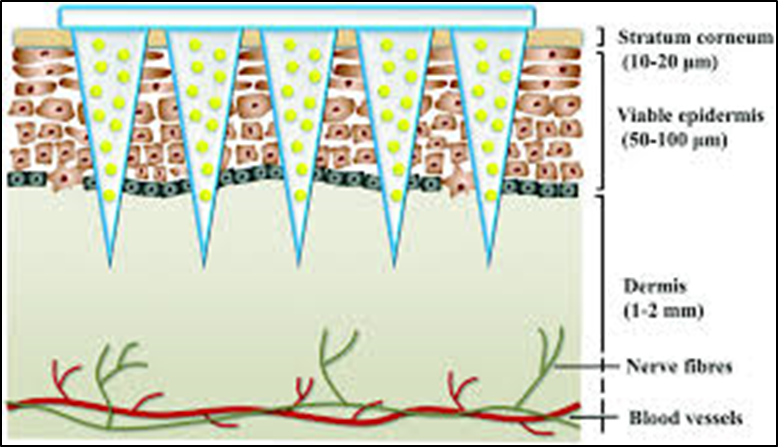 Stratum corneum
(10-20 μm)
Viable epidermis
(50-100 μm)
Dermis
(1-2 mm)
Nerve fibres
Blood vessels